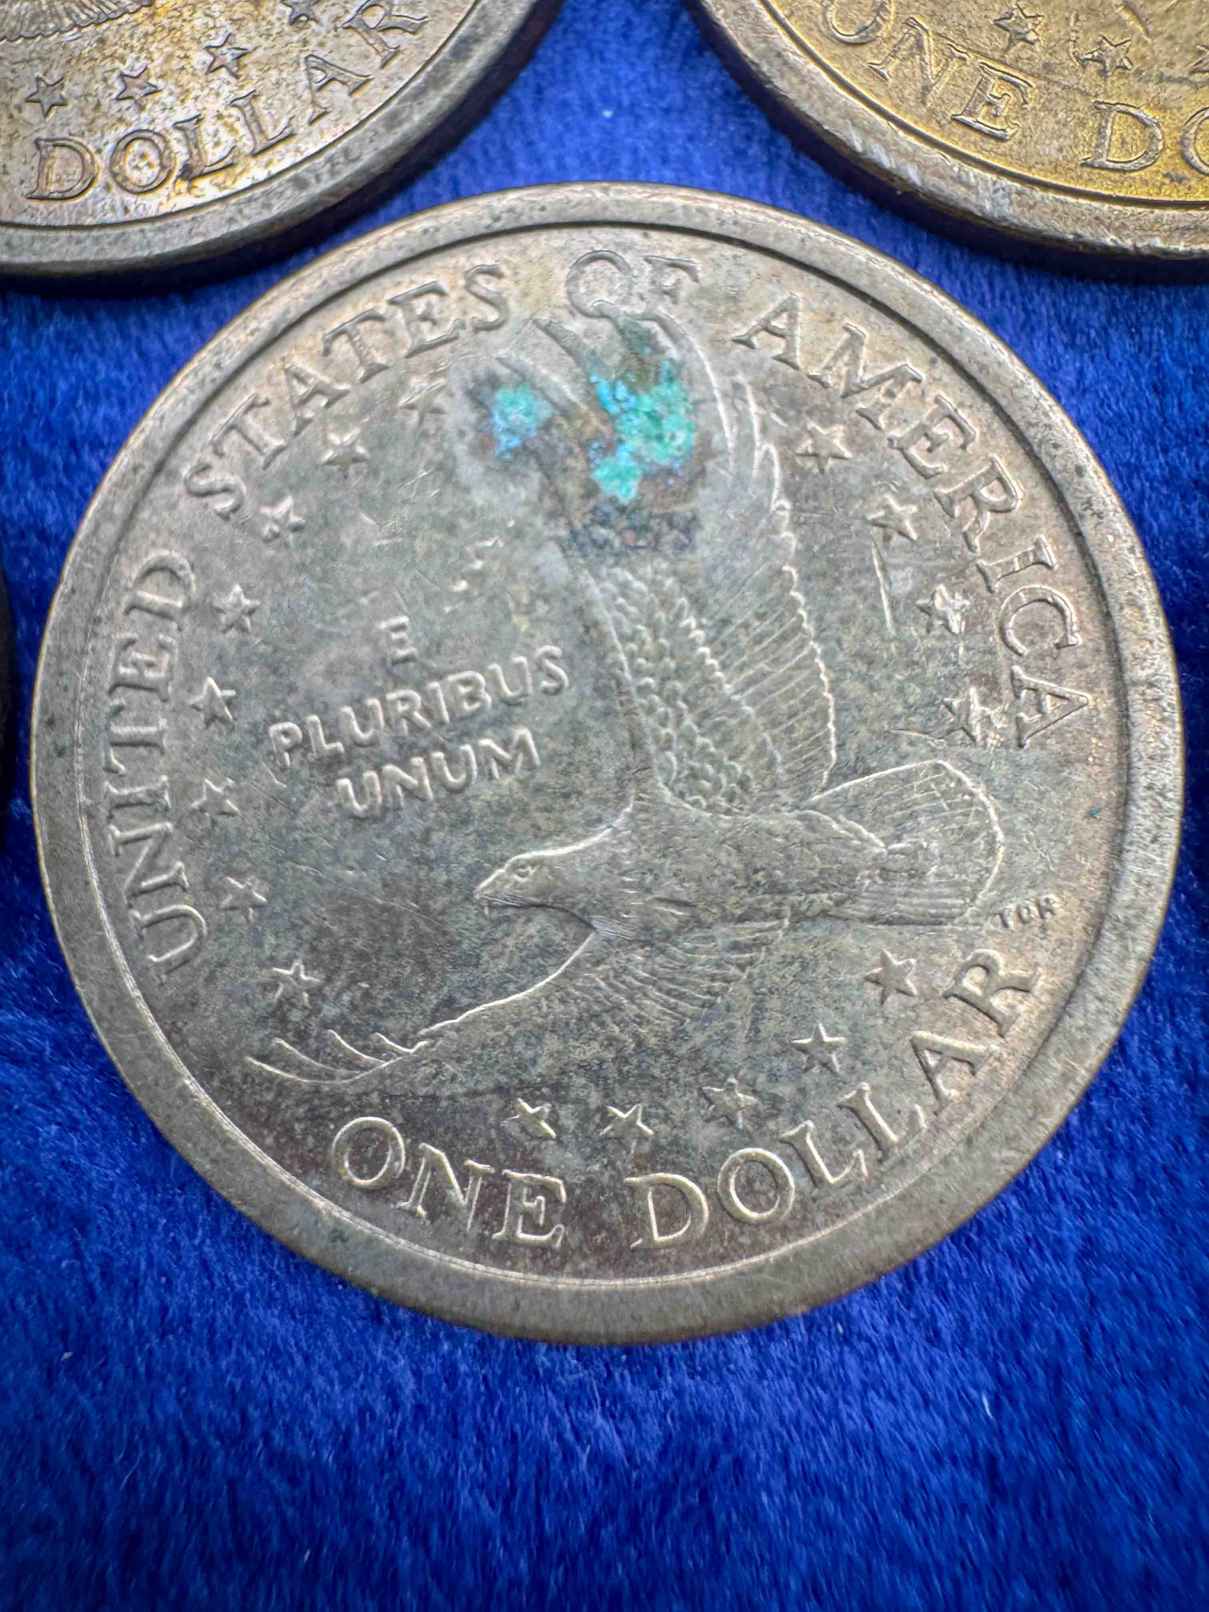 DOLLAR
ONE DO
UNITED STATES OF AMERICA
E
PLURIBUS
UNUM
TDR
ONE DOLLAR